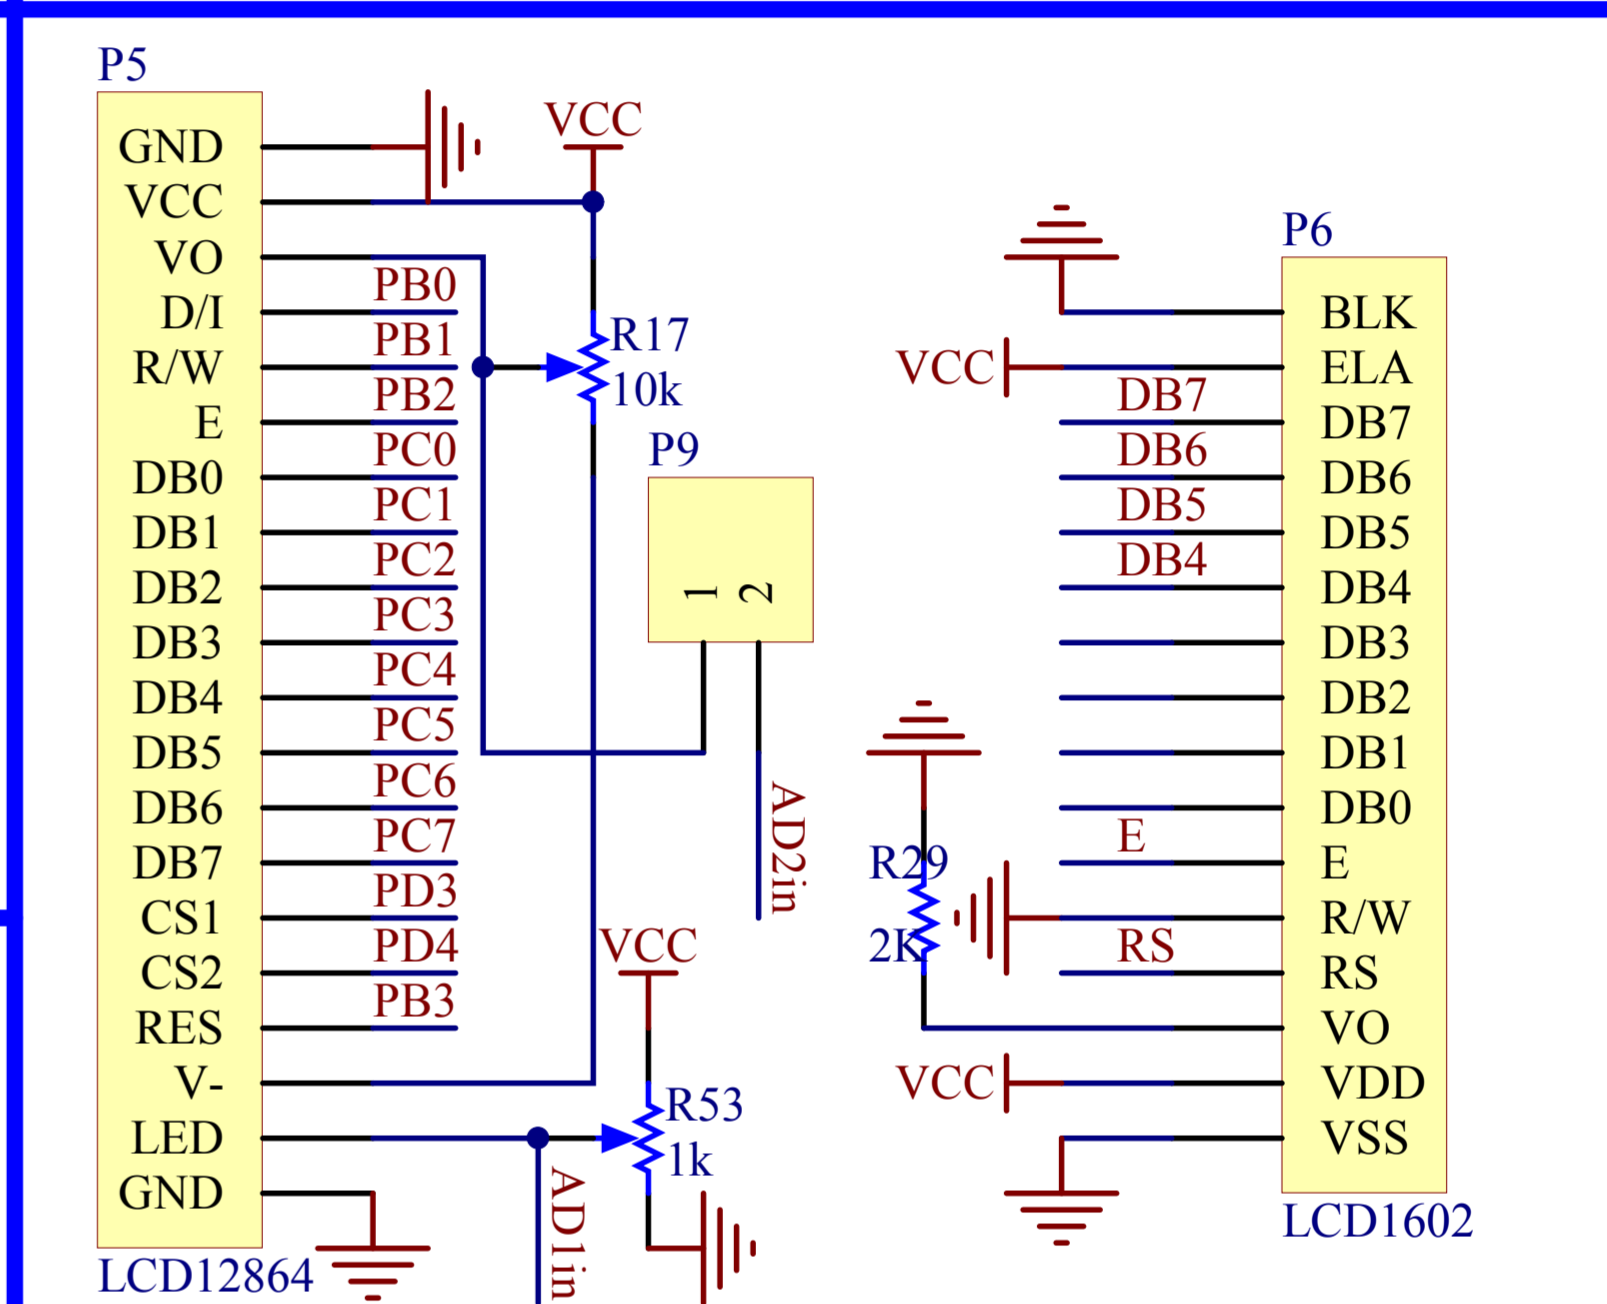 P5
GND
VCC
VO
D/I
R/W
E
DB0
DB1
DB2
DB3
DB4
DB5
DB6
DB7
CS1
CS2
RES
V-
LED
GND
LCD12864
PB0
PB1
PB2
PC0
PC1
PC2
PC3
PC4
PC5
PC6
PC7
PD3
PD4
PB3
VCC
R17
10k
P9
1
2
AD2in
VCC
R53
1k
AD1in
R29
2K
P6
BLK
ELA
DB7
DB6
DB5
DB4
DB3
DB2
DB1
DB0
E
R/W
RS
VO
VDD
VSS
LCD1602
VCC
DB7
DB6
DB5
DB4
E
RS
VCC